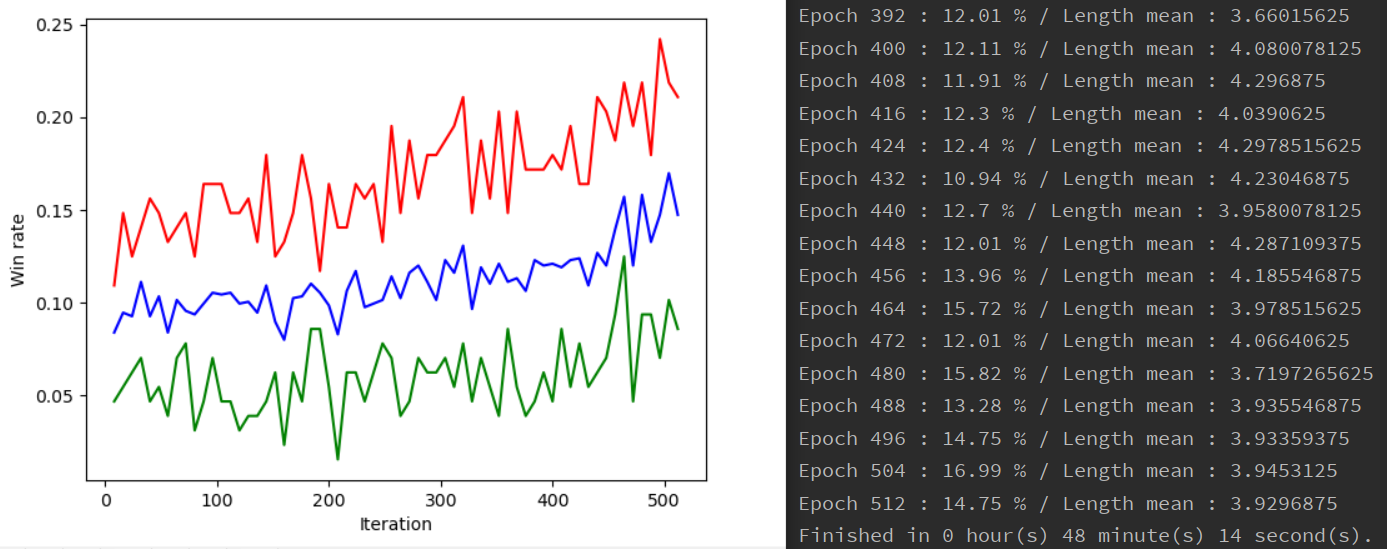 0.25
0.20
0.15
0.10
0.05
Win rate
0 100 200 300 400 500
Iteration
Epoch 392 : 12.01 % / Length mean : 3.66015625
Epoch 400 : 12.11 % / Length mean : 4.080078125
Epoch 408 : 11.91 % / Length mean : 4.296875
Epoch 416 : 12.3 % / Length mean : 4.0390625
Epoch 424 : 12.4 % / Length mean : 4.2978515625
Epoch 432 : 10.94 % / Length mean : 4.23046875
Epoch 440 : 12.7 % / Length mean : 3.9580078125
Epoch 448 : 12.01 % / Length mean : 4.287109375
Epoch 456 : 13.96 % / Length mean : 4.185546875
Epoch 464 : 15.72 % / Length mean : 3.978515625
Epoch 472 : 12.01 % / Length mean : 4.06640625
Epoch 480 : 15.82 % / Length mean : 3.7197265625
Epoch 488 : 13.28 % / Length mean : 3.935546875
Epoch 496 : 14.75 % / Length mean : 3.93359375
Epoch 504 : 16.99 % / Length mean : 3.9453125
Epoch 512 : 14.75 % / Length mean : 3.9296875
Finished in 0 hour(s) 48 minute(s) 14 second(s).